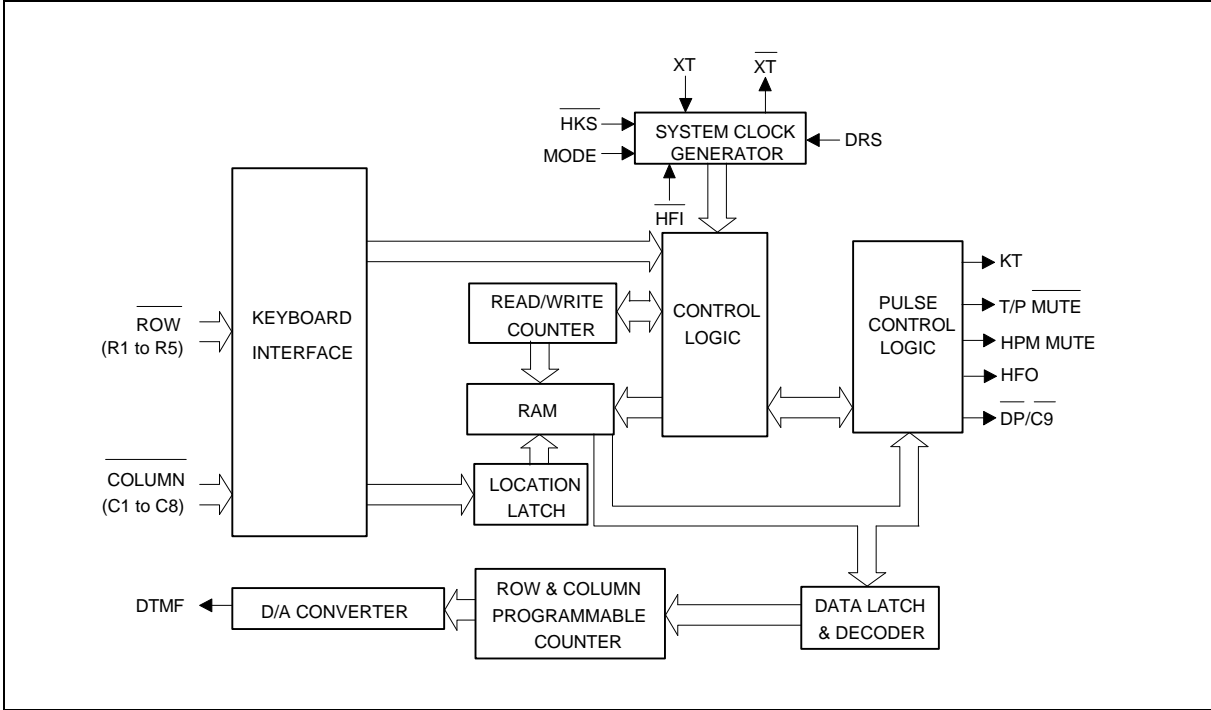 XT
XT
HKS
MODE
SYSTEM CLOCK
GENERATOR
DRS
HFI
ROW
(R1 to R5)
COLUMN
(C1 to C8)
KEYBOARD
INTERFACE
READ/WRITE
COUNTER
RAM
LOCATION
LATCH
CONTROL
LOGIC
PULSE
CONTROL
LOGIC
KT
T/P MUTE
HPM MUTE
HFO
DP/C9
DTMF
D/A CONVERTER
ROW & COLUMN
PROGRAMMABLE
COUNTER
DATA LATCH
& DECODER